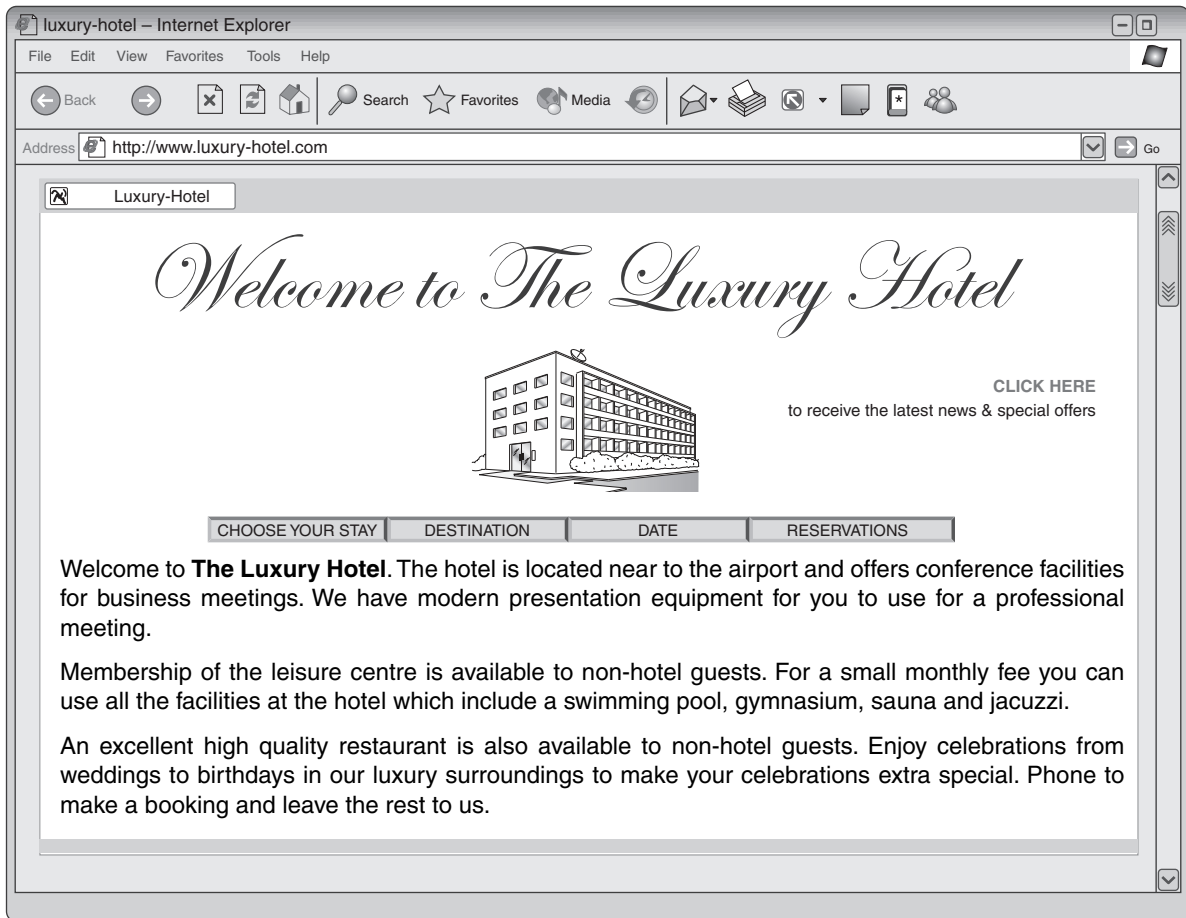 luxury-hotel – Internet Explorer
File Edit View Favorites Tools Help
Back Search Favorites Media
Address http://www.luxury-hotel.com Go
Luxury-Hotel
Welcome to The Luxury Hotel
CLICK HERE
to receive the latest news & special offers
CHOOSE YOUR STAY DESTINATION DATE RESERVATIONS
Welcome to The Luxury Hotel. The hotel is located near to the airport and offers conference facilities
for business meetings. We have modern presentation equipment for you to use for a professional
meeting.
Membership of the leisure centre is available to non-hotel guests. For a small monthly fee you can
use all the facilities at the hotel which include a swimming pool, gymnasium, sauna and jacuzzi.
An excellent high quality restaurant is also available to non-hotel guests. Enjoy celebrations from
weddings to birthdays in our luxury surroundings to make your celebrations extra special. Phone to
make a booking and leave the rest to us.